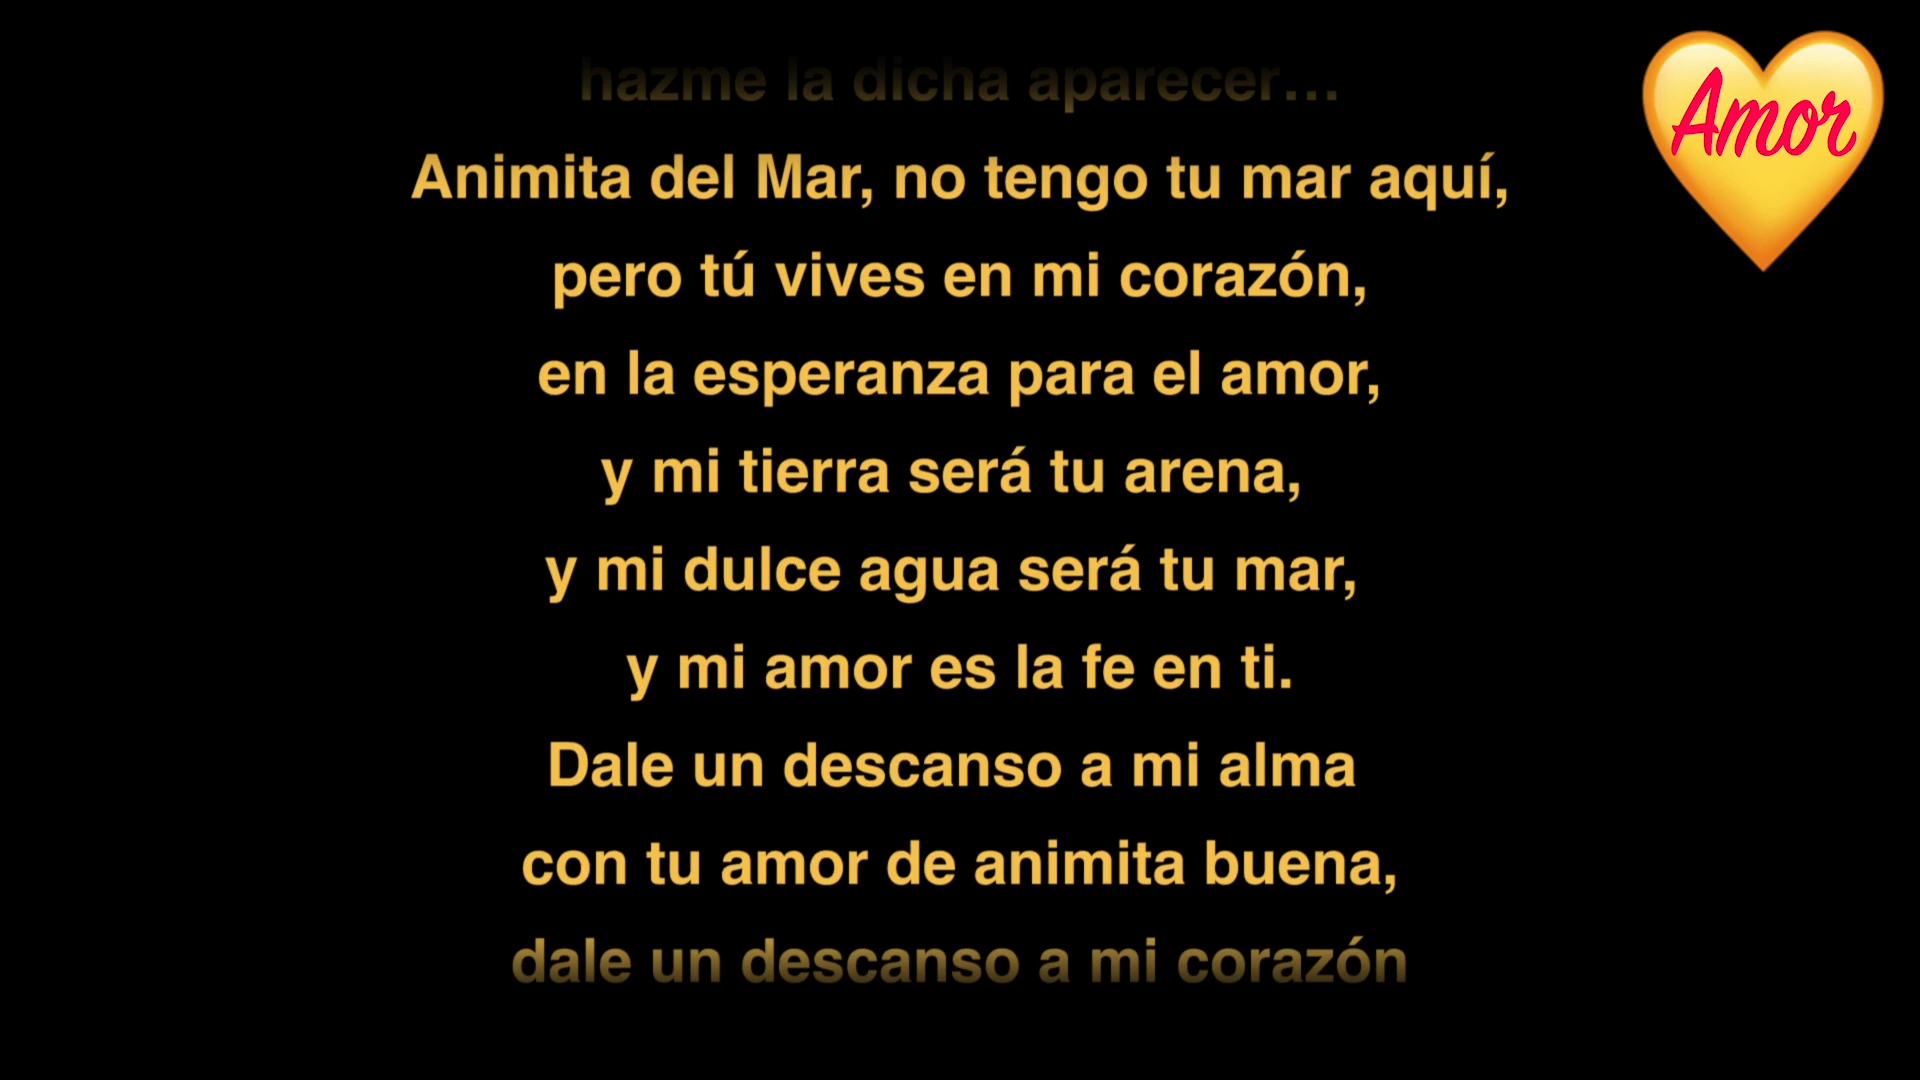 hazme la dicha aparecer...
Amor
Animita del Mar, no tengo tu mar aquí,
pero tú vives en mi corazón,
en la esperanza para el amor,
y mi tierra será tu arena,
y mi dulce agua será tu mar,
y mi amor es la fe en ti.
Dale un descanso a mi alma
con tu amor de animita buena,
dale un descanso a mi corazón